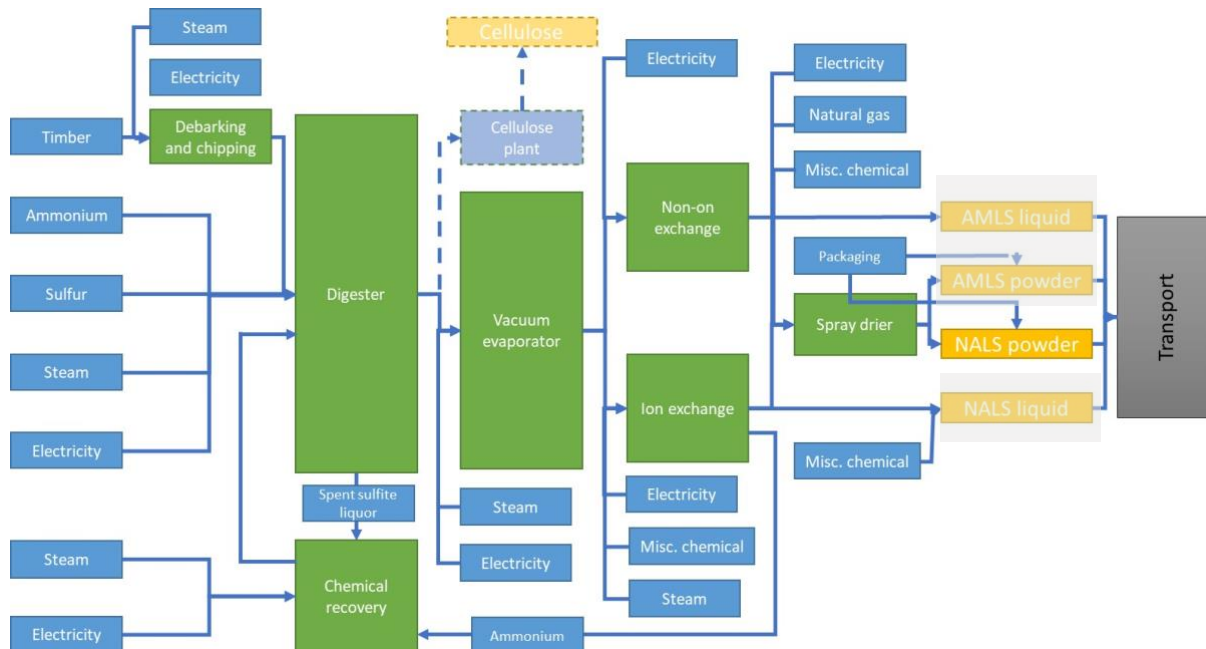 Steam
Electricity
Timber
Debarking
and chipping
Ammonium
Sulfur
Steam
Electricity
Steam
Electricity
Digester
Spent sulfite
liquor
Chemical
recovery
Cellulose
Cellulose
plant
Vacuum
evaporator
Steam
Electricity
Ammonium
Electricity
Non-on
exchange
Ion exchange
Electricity
Misc. chemical
Steam
Electricity
Natural gas
Misc. chemical
Packaging
Spray drier
Misc. chemical
AMLS liquid
AMLS powder
NALS powder
NALS liquid
Transport